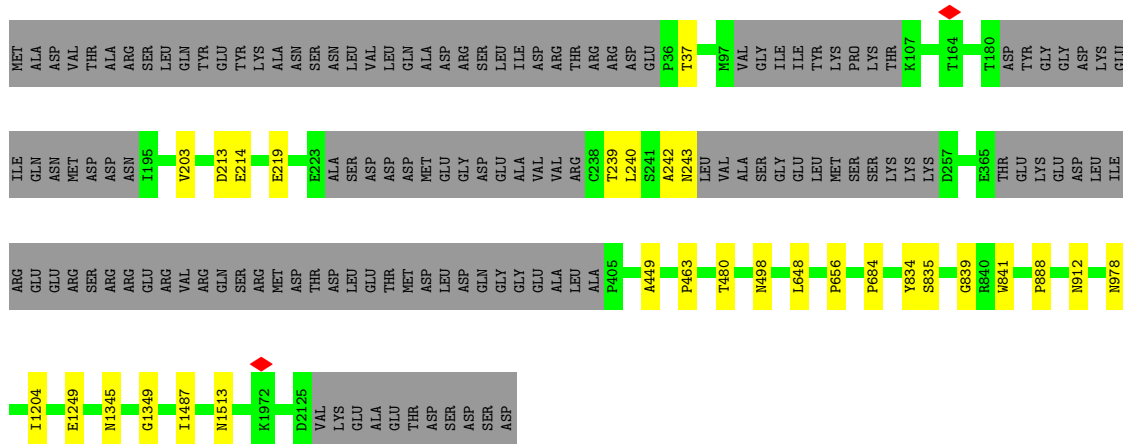 MET ALA ASP VAL THR ALA ARG SER LEU GLN TYR GLU TYR LYS ALA ASN SER ASN LEU VAL LEU GLN ALA ASP ARG SER LEU ILE ASP ARG THR ARG ARG ASP GLU P36 T37 M97 VAL GLY ILE ILE TYR LYS PRO LYS THR K107 T164 T180 ASP TYR GLY GLY ASP LYS GLU
ILE GLN ASN MET ASP ASP ASN I195 V203 D213 E214 E219 E223 ALA SER ASP ASP ASP MET GLU GLY ASP GLU ALA VAL VAL ARG C238 T239 L240 S241 A242 N243 LEU VAL ALA SER GLY GLU LEU MET SER SER LYS LYS LYS D257 E365 THR GLU LYS GLU ASP LEU ILE
ARG GLU GLU ARG SER ARG ARG GLU ARG VAL ARG GLN SER ARG MET ASP THR ASP LEU GLU THR MET ASP LEU ASP GLN GLY GLY GLU ALA LEU ALA P405 A449 P463 T480 N498 L648 P656 P684 Y834 S835 G839 R840 W841 P888 N912 N978
I1204 E1249 N1345 G1349 I1487 N1513 K1972 D2125 VAL LYS GLU ALA GLU THR ASP SER ASP SER ASP